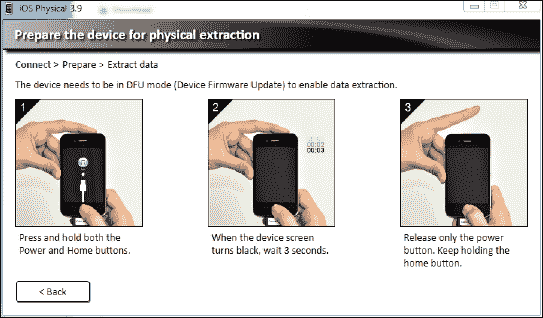 iOS Physical 3.9
Prepare the device for physical extraction
Connect > Prepare > Extract data
The device needs to be in DFU mode (Device Firmware Update) to enable data extraction.
1
2
3
00:02
00:03
Press and hold both the
Power and Home buttons.
When the device screen
turns black, wait 3 seconds.
Release only the power
button. Keep holding the
home button.
< Back